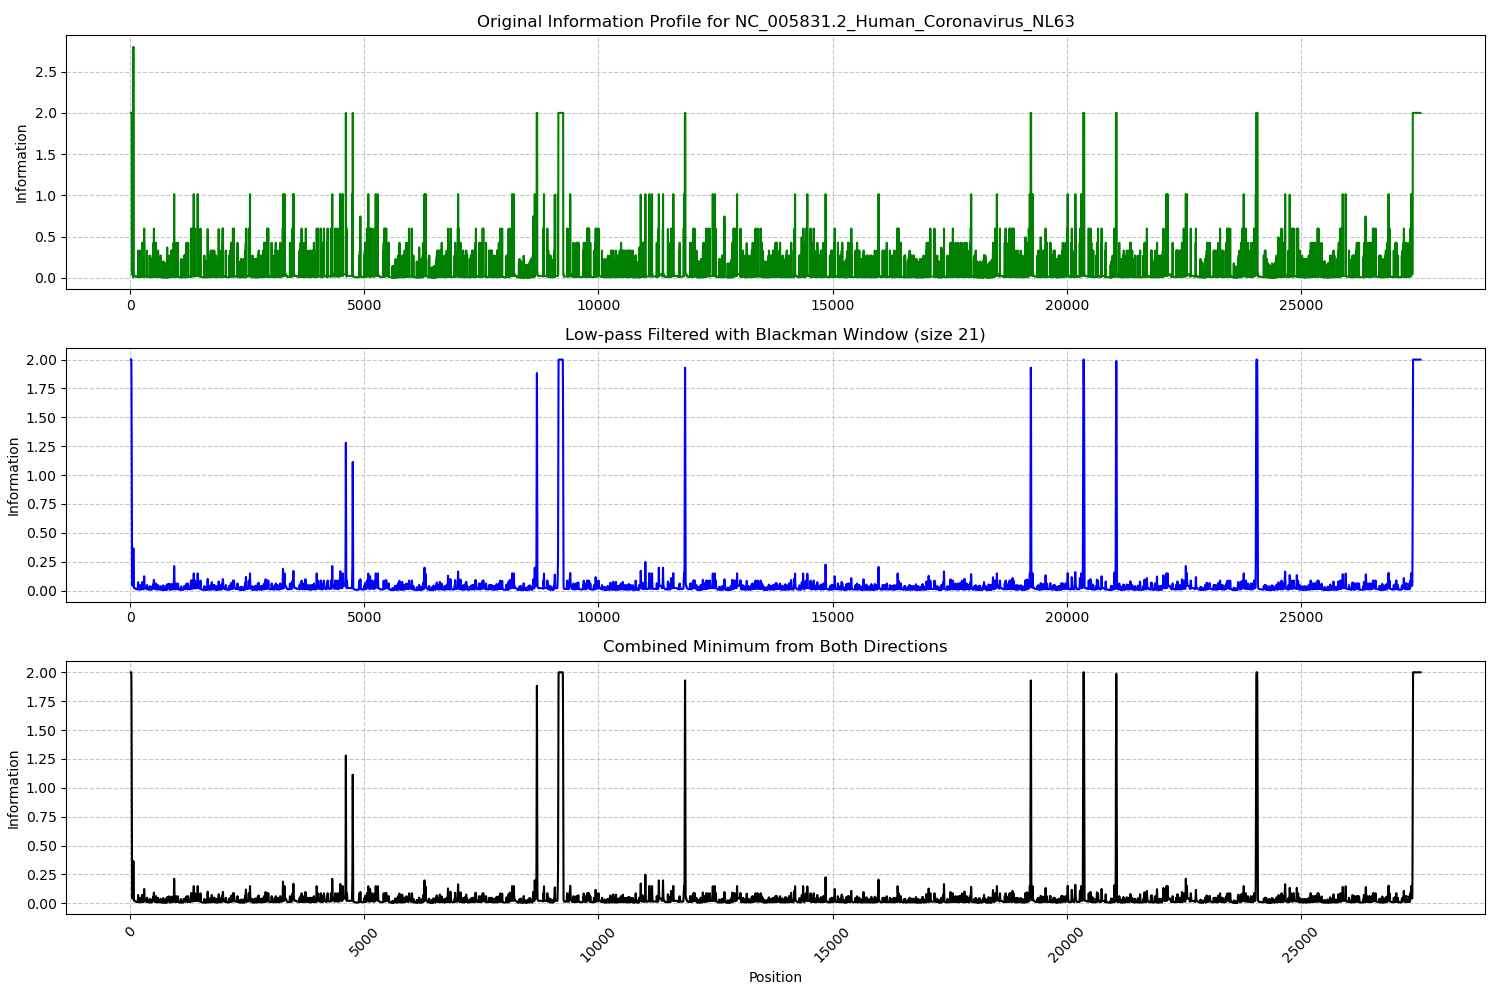 Original Information Profile for NC_005831.2_Human_Coronavirus_NL63
Information
2.5
2.0
1.5
1.0
0.5
0.0
0 5000 10000 15000 20000 25000
Low-pass Filtered with Blackman Window (size 21)
Information
2.00
1.75
1.50
1.25
1.00
0.75
0.50
0.25
0.00
0 5000 10000 15000 20000 25000
Combined Minimum from Both Directions
Information
2.00
1.75
1.50
1.25
1.00
0.75
0.50
0.25
0.00
0 5000 10000 15000 20000 25000
Position